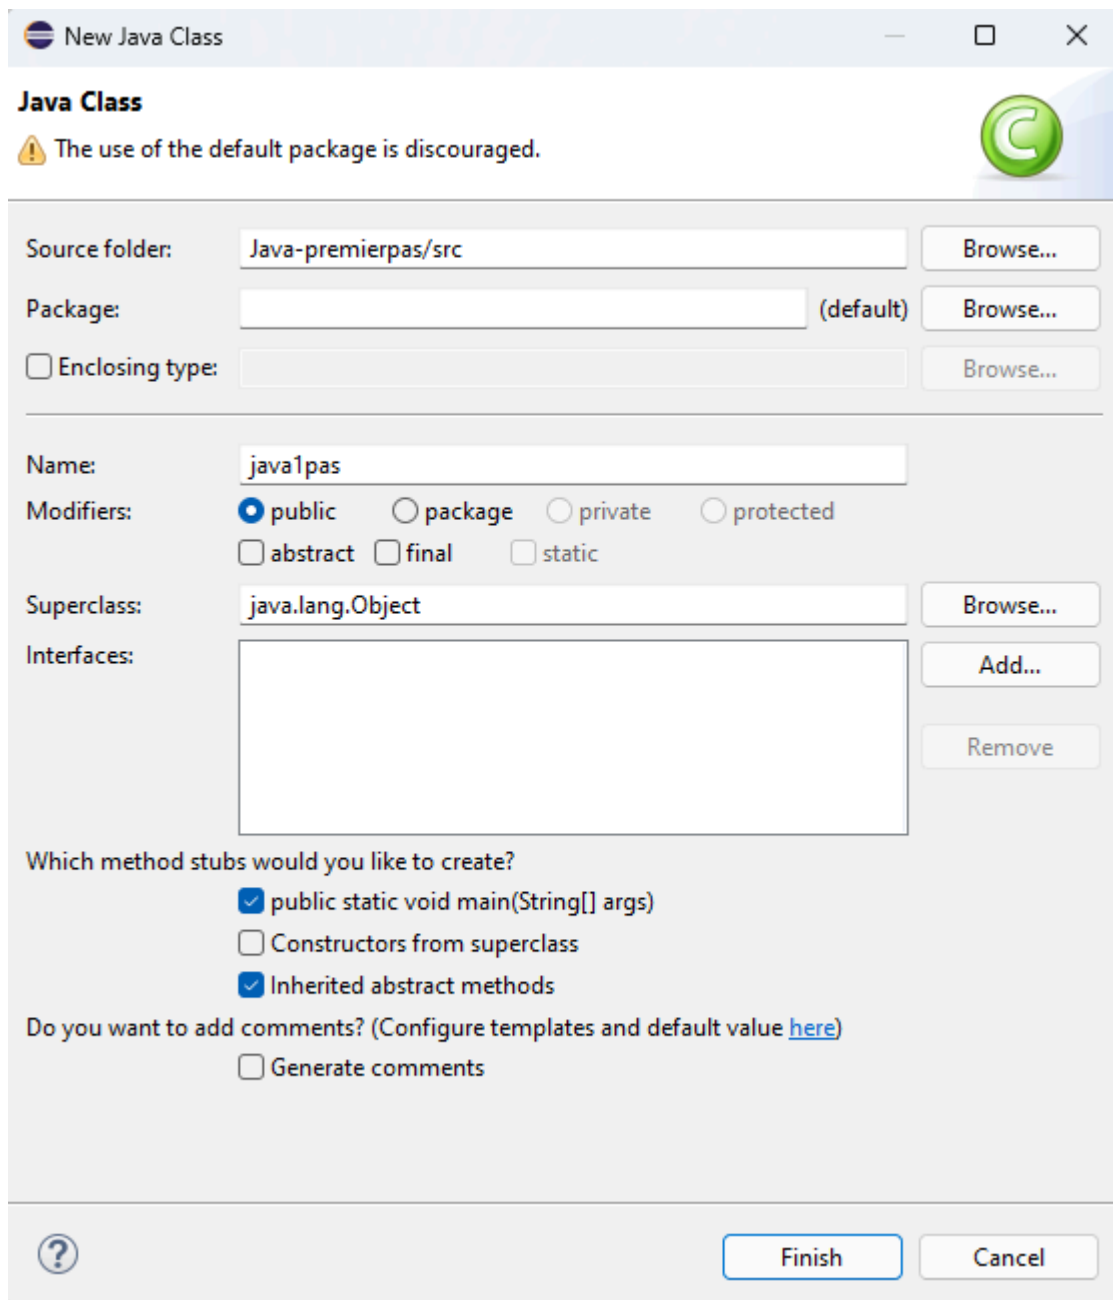 New Java Class
Java Class
The use of the default package is discouraged.
Source folder: Java-premierpas/src Browse...
Package: (default) Browse...
Enclosing type: Browse...
Name: java1pas
Modifiers: public package private protected
abstract final static
Superclass: java.lang.Object Browse...
Interfaces: Add...
Remove
Which method stubs would you like to create?
public static void main(String[] args)
Constructors from superclass
Inherited abstract methods
Do you want to add comments? (Configure templates and default value here)
Generate comments
Finish Cancel